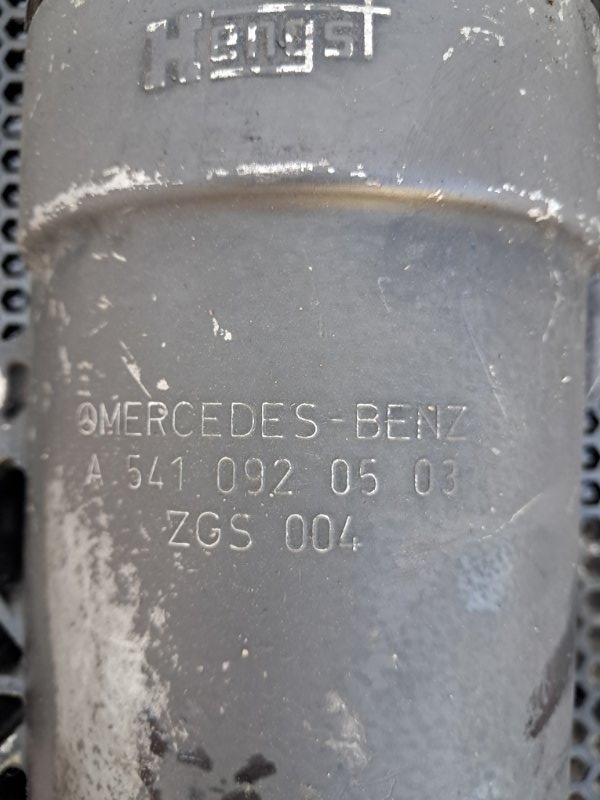 Hengst
MERCEDES-BENZ
A 541 092 05 03
ZGS 004